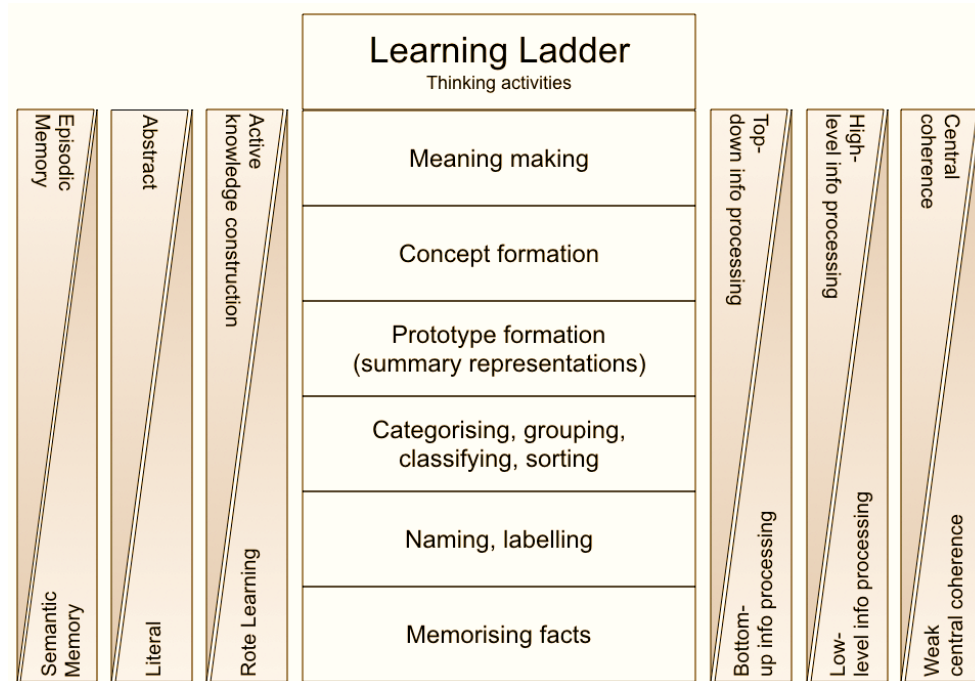 Learning Ladder
Thinking activities
Episodic
Memory
Abstract
Active
knowledge construction
Meaning making
Concept formation
Prototype formation
(summary representations)
Categorising, grouping,
classifying, sorting
Naming, labelling
Memorising facts
Top-
down info processing
High-
level info processing
Central
coherence
Semantic
Memory
Literal
Rote Learning
Bottom-
up info processing
Low-
level info processing
Weak
central coherence